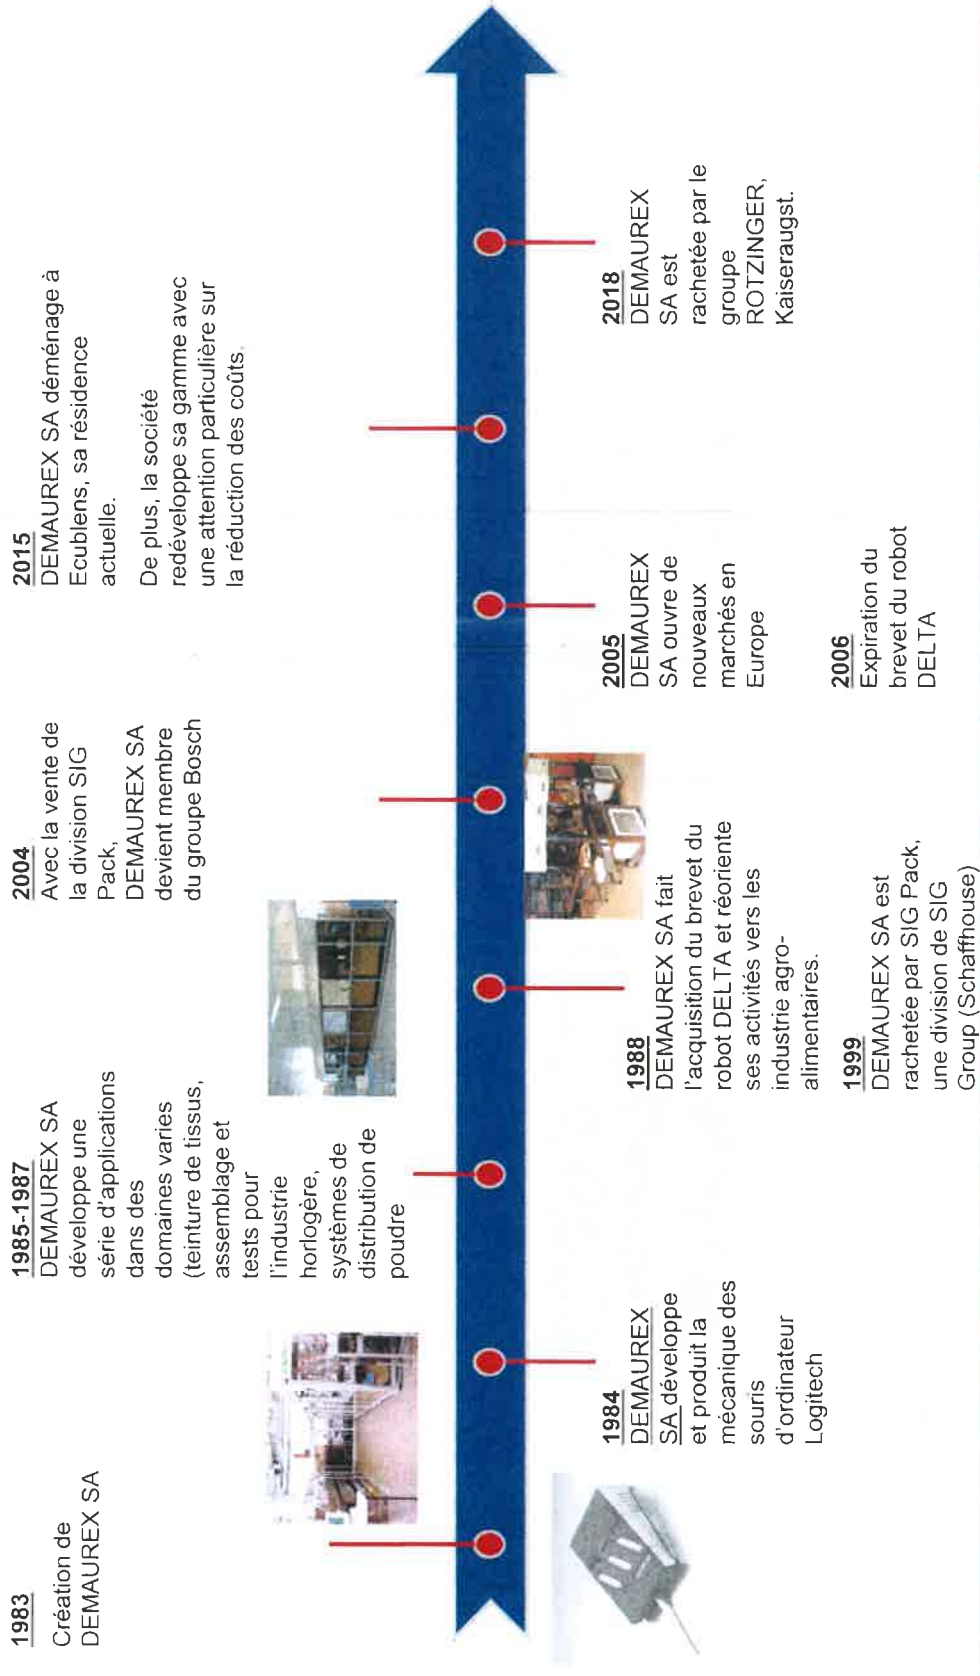 1983
Création de
DEMAUREX SA
1984
DEMAUREX
SA développe
et produit la
mécanique des
souris
d'ordinateur
Logitech
1985-1987
DEMAUREX SA
développe une
série d'applications
dans des
domaines varies
(teinture de tissus,
assemblage et
tests pour
l'industrie
horlogère,
systèmes de
distribution de
poudre
1988
DEMAUREX SA fait
l'acquisition du brevet du
robot DELTA et réoriente
ses activités vers les
industrie agro-
alimentaires.
1999
DEMAUREX SA est
rachetée par SIG Pack,
une division de SIG
Group (Schaffhouse)
2004
Avec la vente de
la division SIG
Pack,
DEMAUREX SA
devient membre
du groupe Bosch
2005
DEMAUREX
SA ouvre de
nouveaux
marchés en
Europe
2006
Expiration du
brevet du robot
DELTA
2015
DEMAUREX SA déménage à
Ecublens, sa résidence
actuelle.
De plus, la société
redéveloppe sa gamme avec
une attention particulière sur
la réduction des coûts.
2018
DEMAUREX
SA est
rachetée par le
groupe
ROTZINGER,
Kaiseraugst.